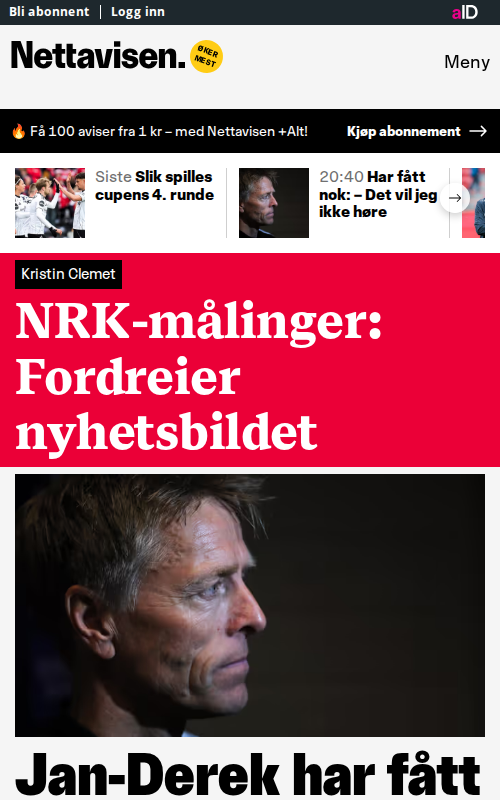 Bli abonnent | Logg inn
aID
Nettavisen.
ØKER
MEST
Meny
🔥 Få 100 aviser fra 1 kr – med Nettavisen +Alt!
Kjøp abonnement →
Siste Slik spilles
cupens 4. runde
20:40 Har fått
nok: – Det vil jeg
ikke høre
Kristin Clemet
NRK-målinger:
Fordreier
nyhetsbildet
Jan-Derek har fått